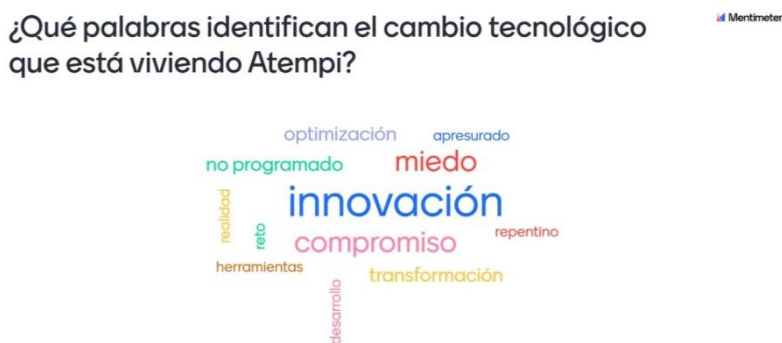 ¿Qué palabras identifican el cambio tecnológico
que está viviendo Atempi?
Mentimeter
optimización
apresurado
no programado
miedo
realidad
innovación
reto
compromiso
repentino
herramientas
transformación
desarrollo